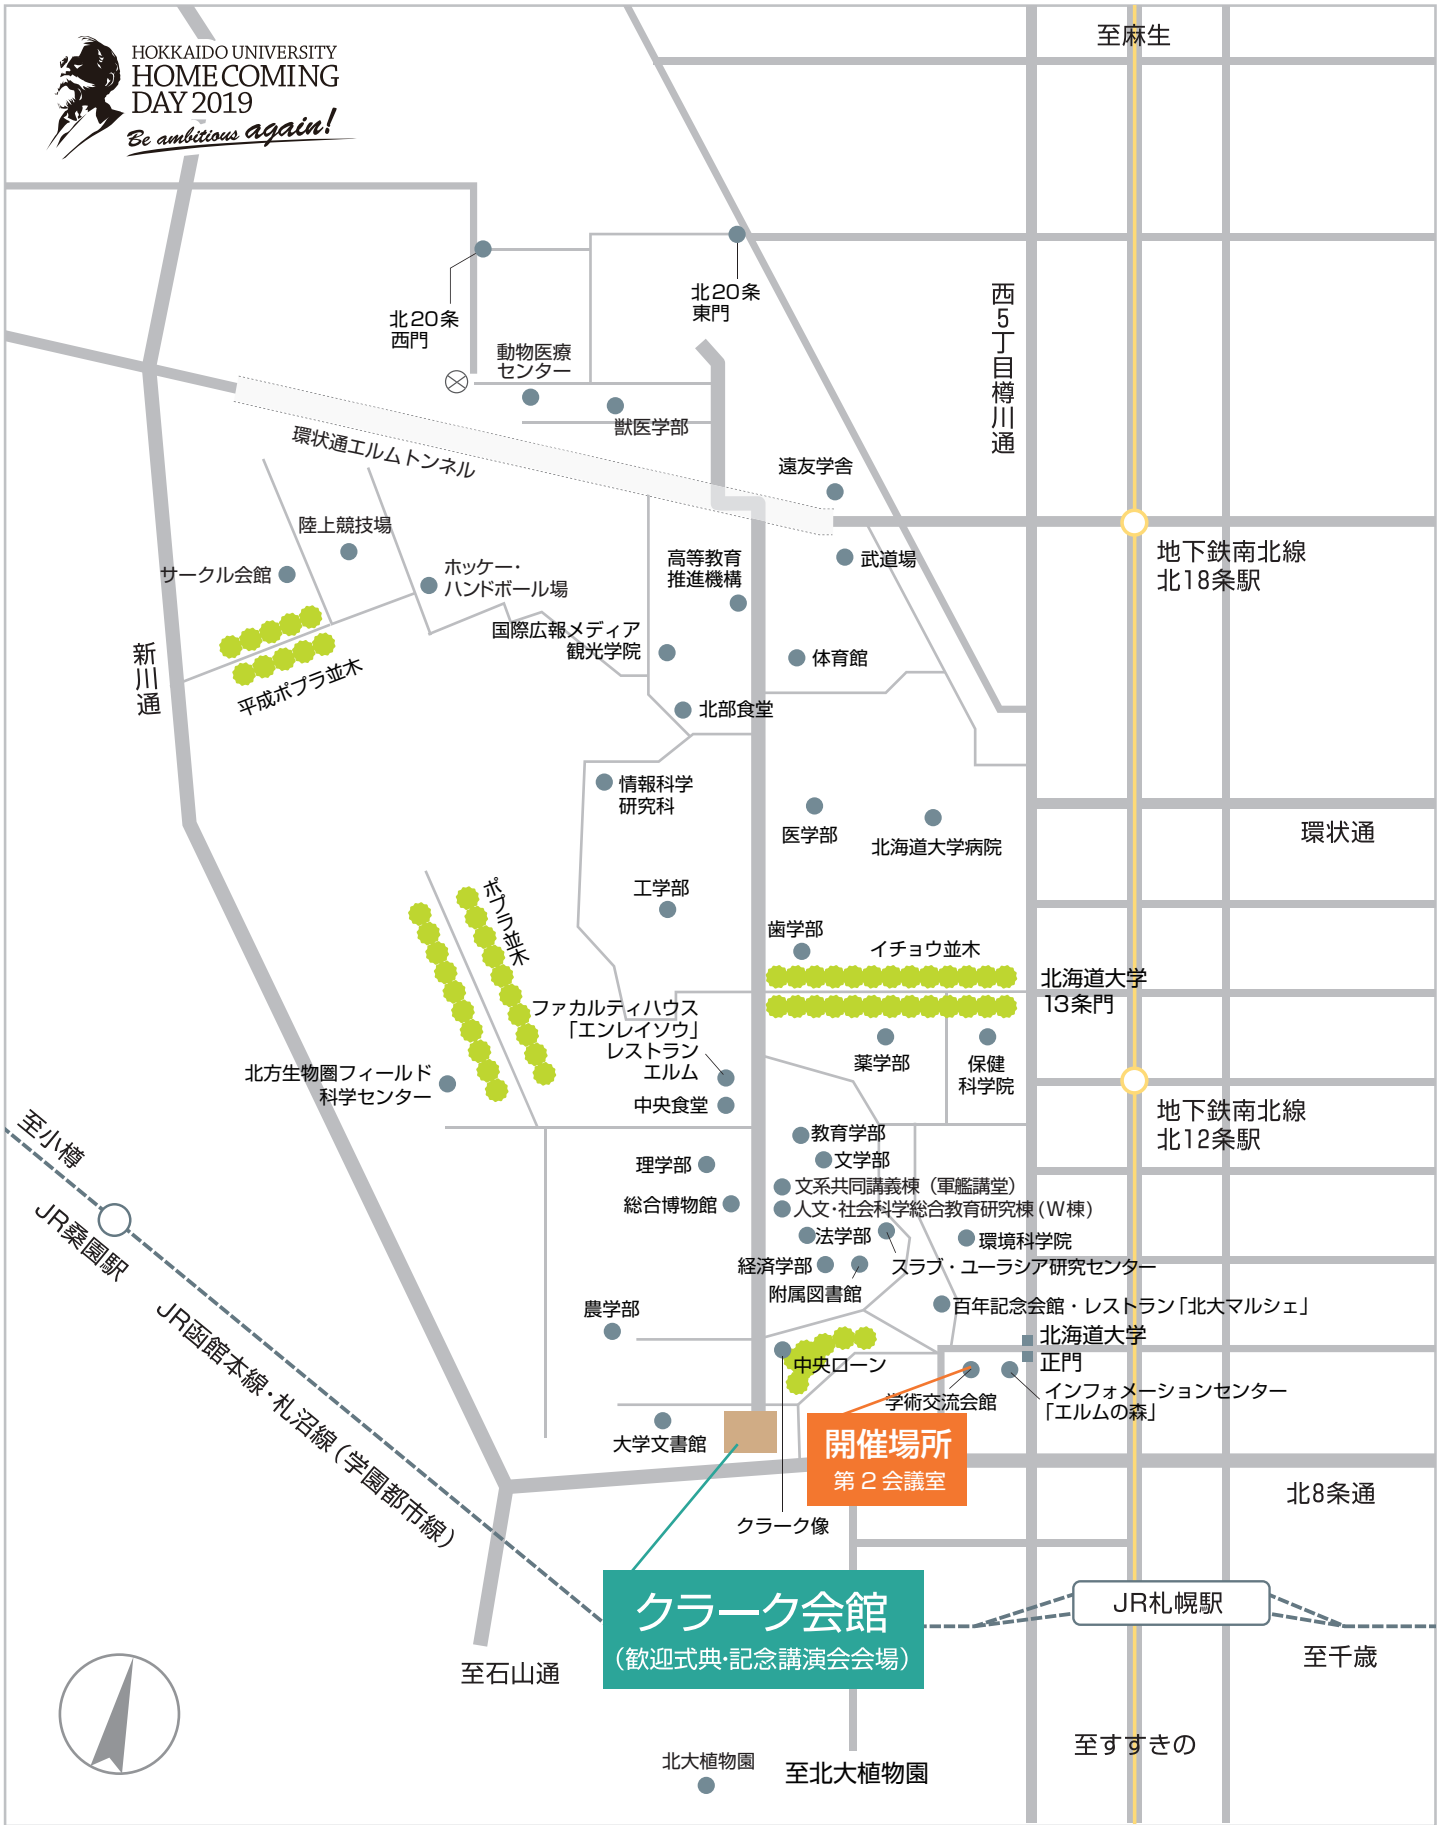 HOKKAIDO UNIVERSITY
HOMECOMING
DAY 2019
Be ambitious again!
至麻生
北20条
西門
北20条
東門
西5丁目樽川通
動物医療
センター
獣医学部
環状通エルムトンネル
遠友学舎
陸上競技場
サークル会館
ホッケー・
ハンドボール場
高等教育
推進機構
武道場
地下鉄南北線
北18条駅
国際広報メディア
観光学院
体育館
新川通
平成ポプラ並木
北部食堂
情報科学
研究科
医学部
北海道大学病院
環状通
工学部
ポプラ並木
歯学部
イチョウ並木
北海道大学
13条門
ファカルティハウス
「エンレイソウ」
レストラン
エルム
薬学部
保健
科学院
北方生物圏フィールド
科学センター
中央食堂
地下鉄南北線
北12条駅
至小樽
教育学部
理学部
文学部
文系共同講義棟（軍艦講堂）
総合博物館
人文・社会科学総合教育研究棟(W棟)
JR桑園駅
法学部
環境科学院
経済学部
スラブ・ユーラシア研究センター
附属図書館
農学部
百年記念会館・レストラン「北大マルシェ」
JR函館本線・札沼線（学園都市線）
北海道大学
正門
中央ローン
学術交流会館
インフォメーションセンター
「エルムの森」
大学文書館
開催場所
第2会議室
北8条通
クラーク像
クラーク会館
（歓迎式典・記念講演会会場）
JR札幌駅
至石山通
至千歳
至すすきの
北大植物園
至北大植物園